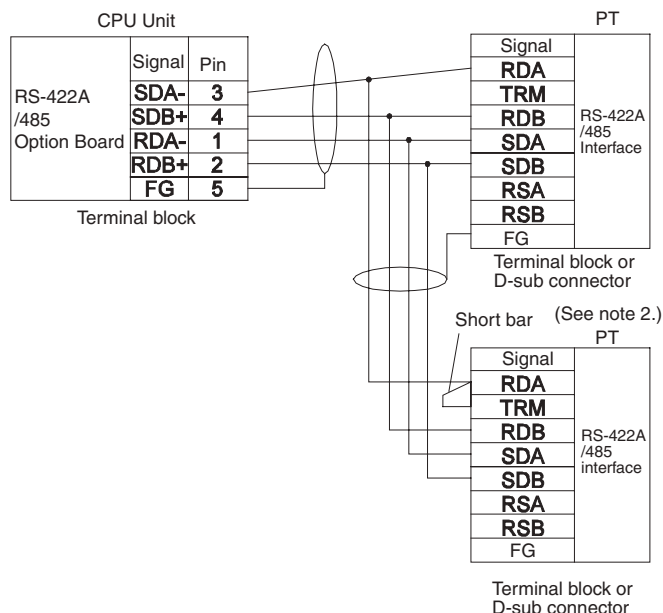 CPU Unit
RS-422A
/485
Option Board
Signal Pin
SDA- 3
SDB+ 4
RDA- 1
RDB+ 2
FG 5
Terminal block
PT
Signal
RDA
TRM
RDB
SDA
SDB
RSA
RSB
FG
RS-422A
/485
Interface
Terminal block or
D-sub connector
Short bar
(See note 2.)
PT
Signal
RDA
TRM
RDB
SDA
SDB
RSA
RSB
FG
RS-422A
/485
interface
Terminal block or
D-sub connector